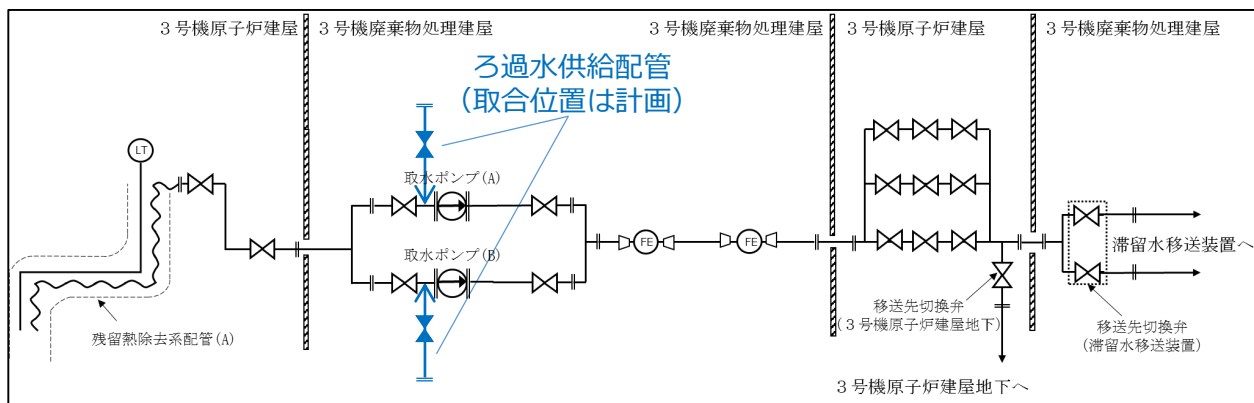 3号機原子炉建屋
3号機廃棄物処理建屋
3号機廃棄物処理建屋
3号機原子炉建屋
3号機廃棄物処理建屋
ろ過水供給配管
(取合位置は計画)
LT
取水ポンプ(A)
取水ポンプ(B)
FE
FE
滞留水移送装置へ
移送先切換弁
(3号機原子炉建屋地下)
移送先切換弁
(滞留水移送装置)
残留熱除去系配管(A)
3号機原子炉建屋地下へ